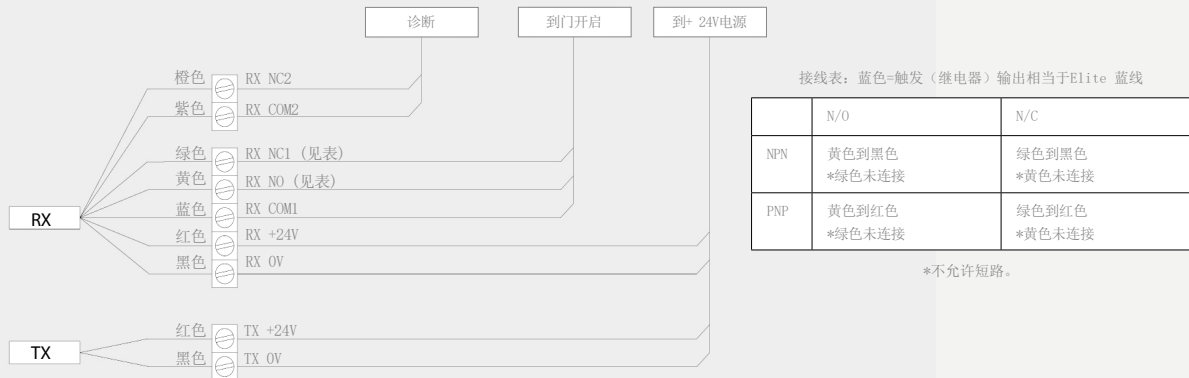 诊断
到门开启
到+ 24V电源
橙色 RX NC2
紫色 RX COM2
绿色 RX NC1 (见表)
黄色 RX NO (见表)
蓝色 RX COM1
红色 RX +24V
黑色 RX 0V
RX
红色 TX +24V
黑色 TX 0V
TX
接线表: 蓝色=触发（继电器）输出相当于Elite 蓝线
N/O N/C
NPN 黄色到黑色 绿色到黑色
*绿色未连接 *黄色未连接
PNP 黄色到红色 绿色到红色
*绿色未连接 *黄色未连接
*不允许短路。